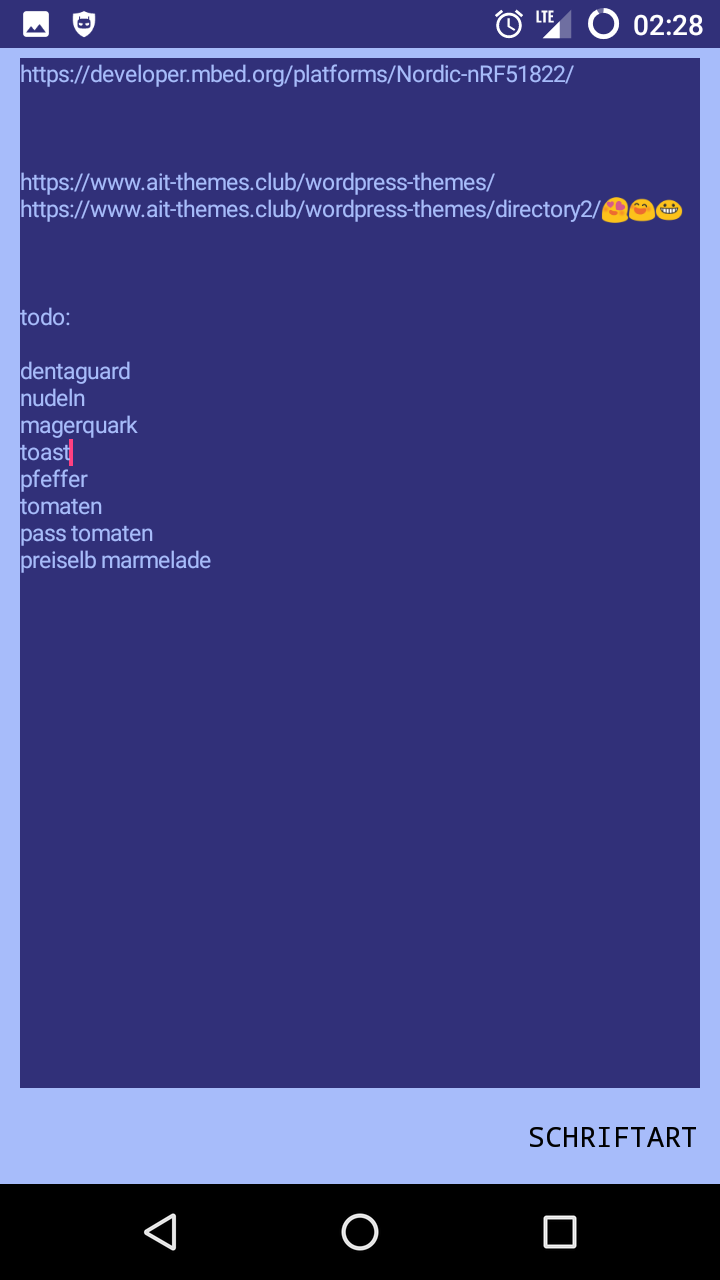 LTE 02:28
https://developer.mbed.org/platforms/Nordic-nRF51822/
https://www.ait-themes.club/wordpress-themes/
https://www.ait-themes.club/wordpress-themes/directory2/😍😄😬
todo:
dentaguard
nudeln
magerquark
toast
pfeffer
tomaten
pass tomaten
preiselb marmelade
SCHRIFTART